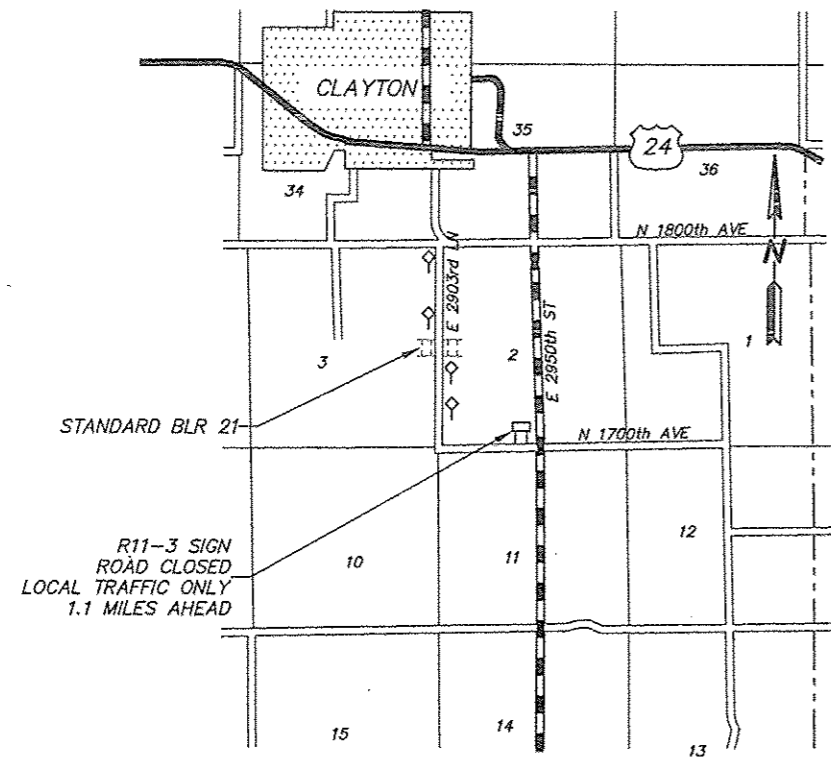 CLAYTON
35
24
36
34
N 1800th AVE
N
E 2903rd LN
E 2950th ST
1
3
2
STANDARD BLR 21
N 1700th AVE
R11-3 SIGN
ROAD CLOSED
LOCAL TRAFFIC ONLY
1.1 MILES AHEAD
10
11
12
15
14
13